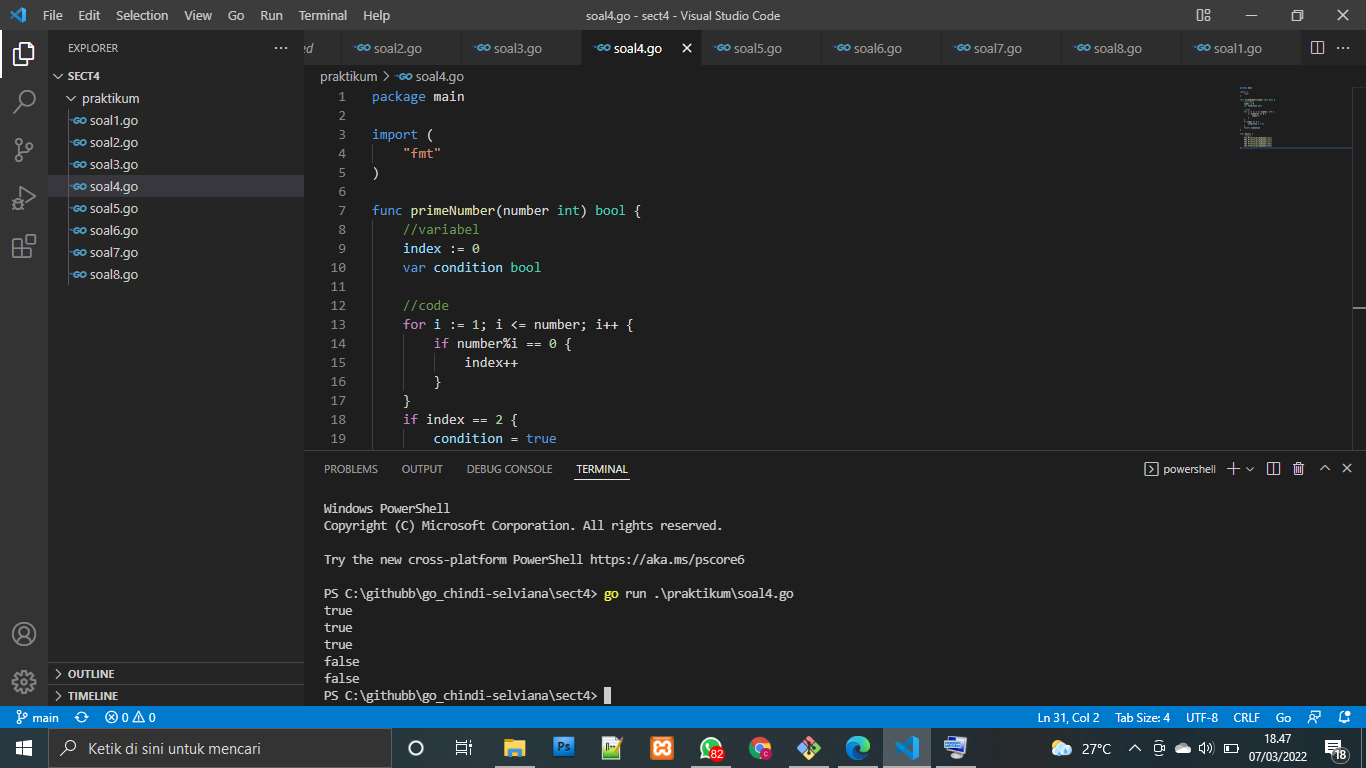 File Edit Selection View Go Run Terminal Help
soal4.go - sect4 - Visual Studio Code
EXPLORER
SECT4
praktikum
soal1.go
soal2.go
soal3.go
soal4.go
soal5.go
soal6.go
soal7.go
soal8.go
OUTLINE
TIMELINE
ed soal2.go soal3.go soal4.go soal5.go soal6.go soal7.go soal8.go soal1.go
praktikum > soal4.go
1 package main
2
3 import (
4 "fmt"
5 )
6
7 func primeNumber(number int) bool {
8 //variabel
9 index := 0
10 var condition bool
11
12 //code
13 for i := 1; i <= number; i++ {
14 if number%i == 0 {
15 index++
16 }
17 }
18 if index == 2 {
19 condition = true
PROBLEMS OUTPUT DEBUG CONSOLE TERMINAL
powershell
Windows PowerShell
Copyright (C) Microsoft Corporation. All rights reserved.
Try the new cross-platform PowerShell https://aka.ms/pscore6
PS C:\githubb\go_chindi-selviana\sect4> go run .\praktikum\soal4.go
true
true
true
false
false
PS C:\githubb\go_chindi-selviana\sect4>
main 0 0
Ln 31, Col 2 Tab Size: 4 UTF-8 CRLF Go
Ketik di sini untuk mencari
Ps
82
27°C
18.47
07/03/2022
18